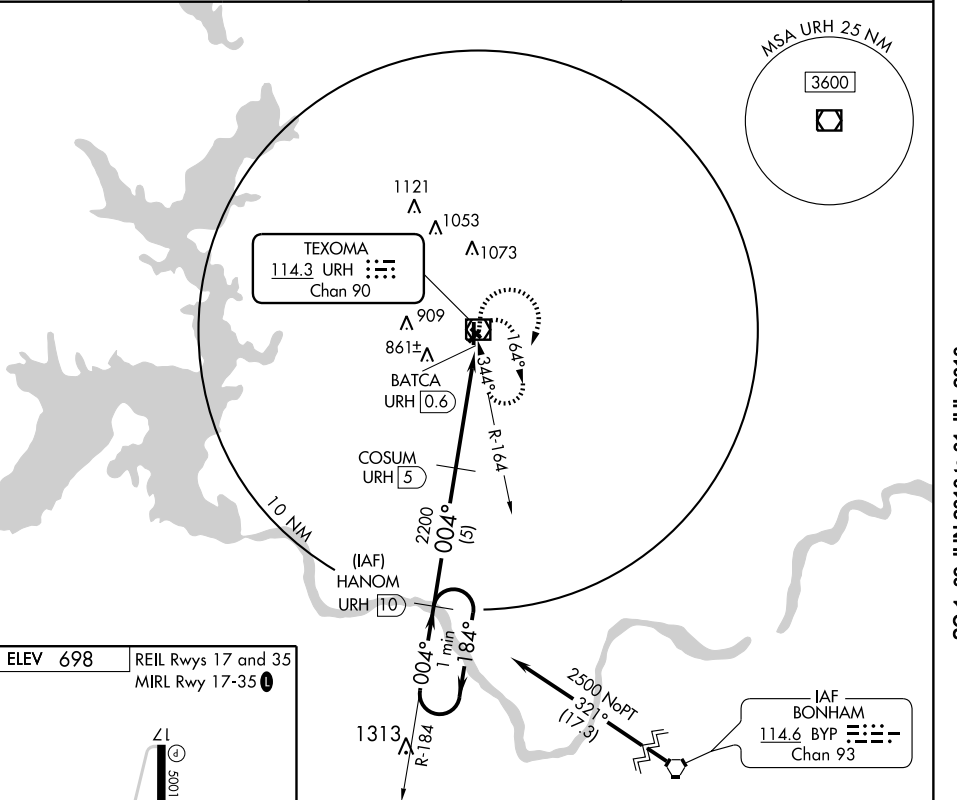 MSA URH 25 NM
3600
1121
1053
1073
TEXOMA
114.3 URH
Chan 90
909
861±
164°
344°
BATCA
URH 0.6
R-164
COSUM
URH 5
10 NM
2200
004°
(5)
(IAF)
HANOM
URH 10
004°
1 min
184°
1313
R-184
2500 NoPT
321°
(17.3)
IAF
BONHAM
114.6 BYP
Chan 93
ELEV 698
REIL Rwys 17 and 35
MIRL Rwy 17-35 L
17
P
5001